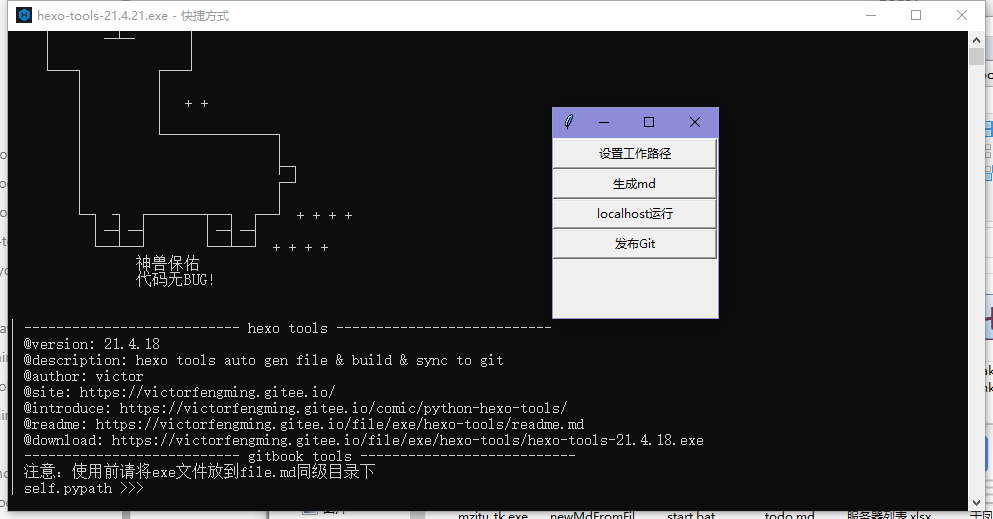 hexo-tools-21.4.21.exe - 快捷方式
+ +
设置工作路径
生成md
localhost运行
发布Git
+ + + +
+ + + +
神兽保佑
代码无BUG!
--------------------------- hexo tools ---------------------------
@version: 21.4.18
@description: hexo tools auto gen file & build & sync to git
@author: victor
@site: https://victorfengming.gitee.io/
@introduce: https://victorfengming.gitee.io/comic/python-hexo-tools/
@readme: https://victorfengming.gitee.io/file/exe/hexo-tools/readme.md
@download: https://victorfengming.gitee.io/file/exe/hexo-tools/hexo-tools-21.4.18.exe
--------------------------- gitbook tools ---------------------------
注意：使用前请将exe文件放到file.md同级目录下
self.pypath >>>
mzitu_tk.exe newMdFromFil start.bat todo.md 服务器列表.xlsx